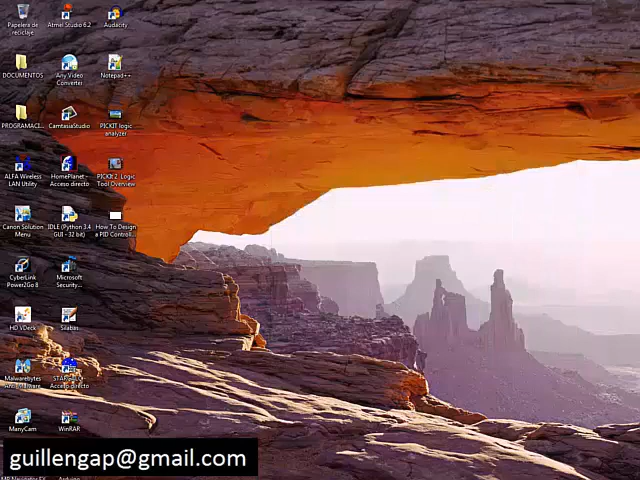 Papelera de
reciclaje
Atmel Studio 6.2
Audacity
DOCUMENTOS
Any Video
Converter
Notepad++
PROGRAMACI...
CamtasiaStudio
PICKIT logic
analyzer
ALFA Wireless
LAN Utility
HomePlanet -
Acceso directo
PICKit 2 Logic
Tool Overview
Canon Solution
Menu
IDLE (Python 3.4
GUI - 32 bit)
How To Design
a PID Controll...
CyberLink
Power2Go 8
Microsoft
Security...
HD VDeck
Silabas
Malwarebytes
Anti-Malware
Acceso directo
ManyCam
WinRAR
guillengap@gmail.com